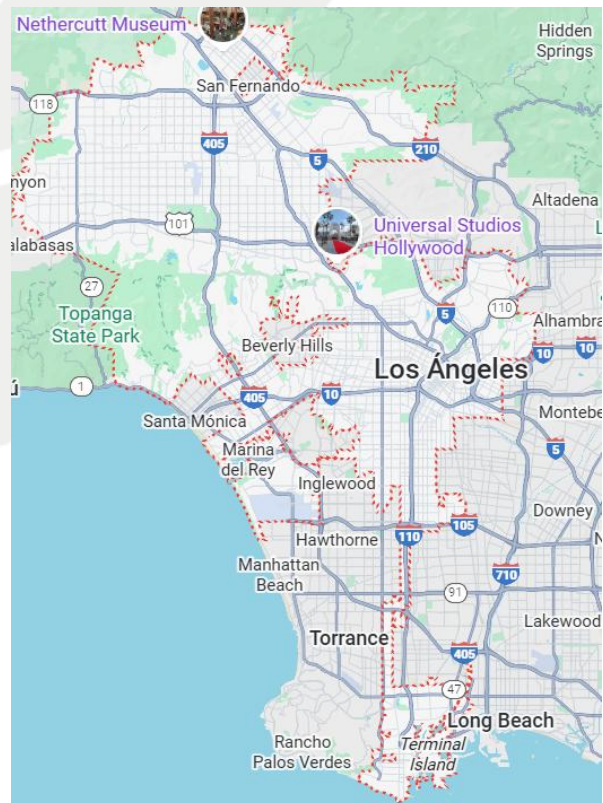 Nethercutt Museum
Hidden
Springs
San Fernando
118
405
5
210
nyon
101
Universal Studios
Hollywood
Altadena
L
alabasas
27
Topanga
State Park
5
110
Alhambra
Beverly Hills
10
10
Los Ángeles
ú
1
405
10
Santa Mónica
Montebe
Marina
del Rey
5
Inglewood
Downey
105
Hawthorne
110
N
Manhattan
Beach
710
91
Lakewood
Torrance
405
47
Long Beach
Rancho
Palos Verdes
Terminal
Island